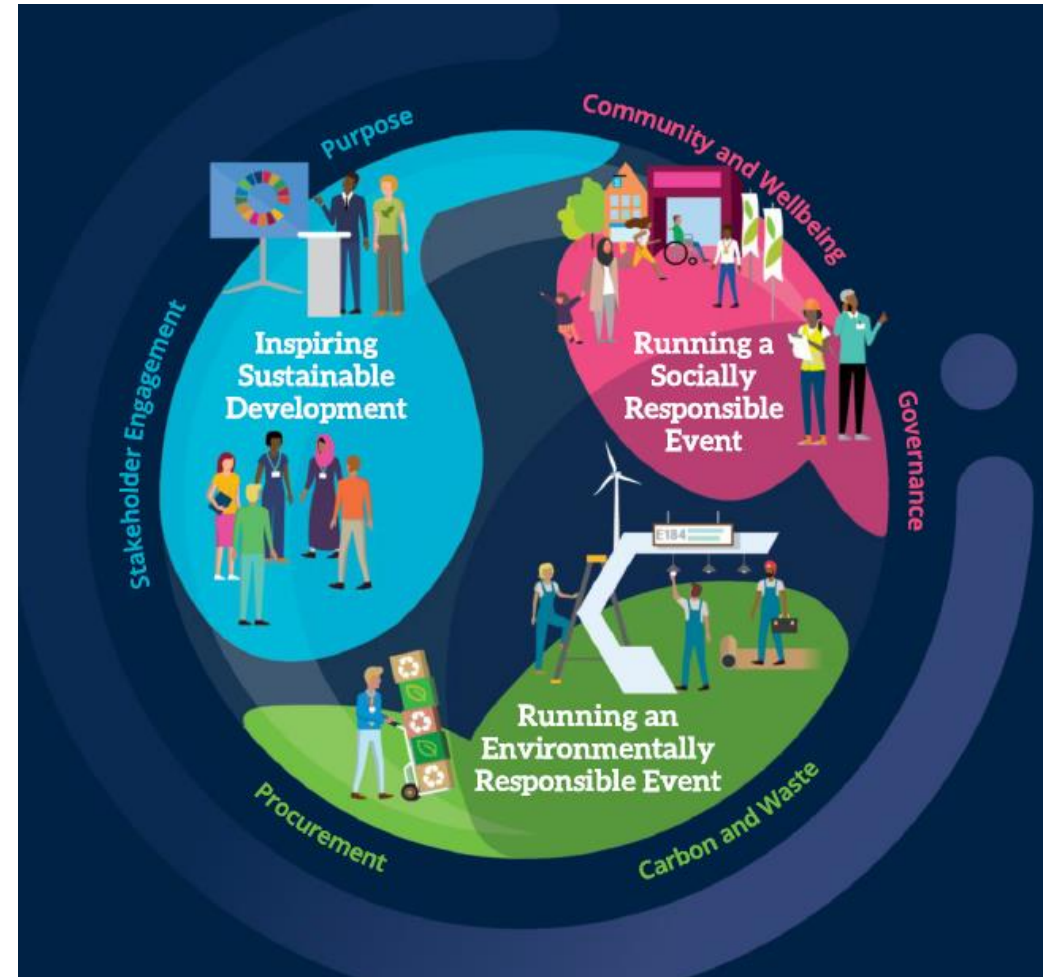 Purpose
Community and Wellbeing
Stakeholder Engagement
Inspiring
Sustainable
Development
Running a
Socially
Responsible
Event
Governance
E184
Running an
Environmentally
Responsible Event
Procurement
Carbon and Waste